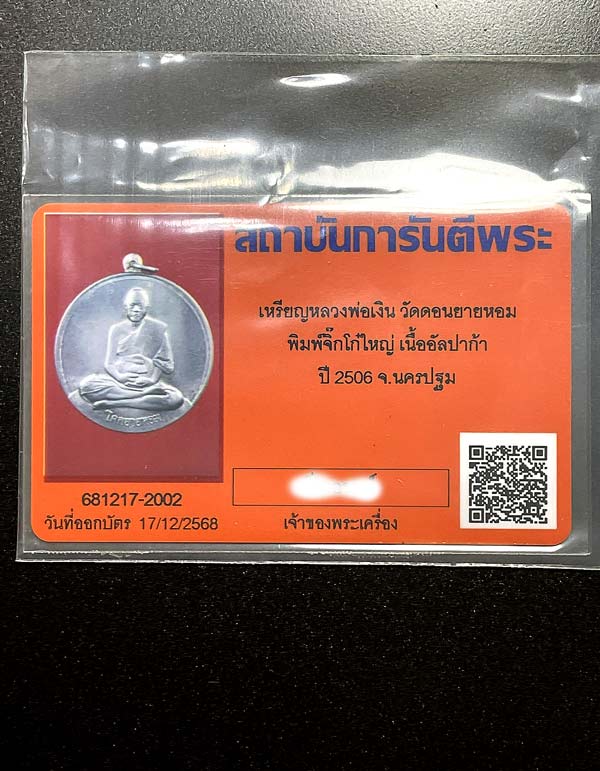 สถาบันการันตีพระ
เหรียญหลวงพ่อเงิน วัดดอนยายหอม
พิมพ์จิ๊กโก๋ใหญ่ เนื้ออัลปาก้า
ปี 2506 จ.นครปฐม
681217-2002
วันที่ออกบัตร 17/12/2568
เจ้าของพระเครื่อง